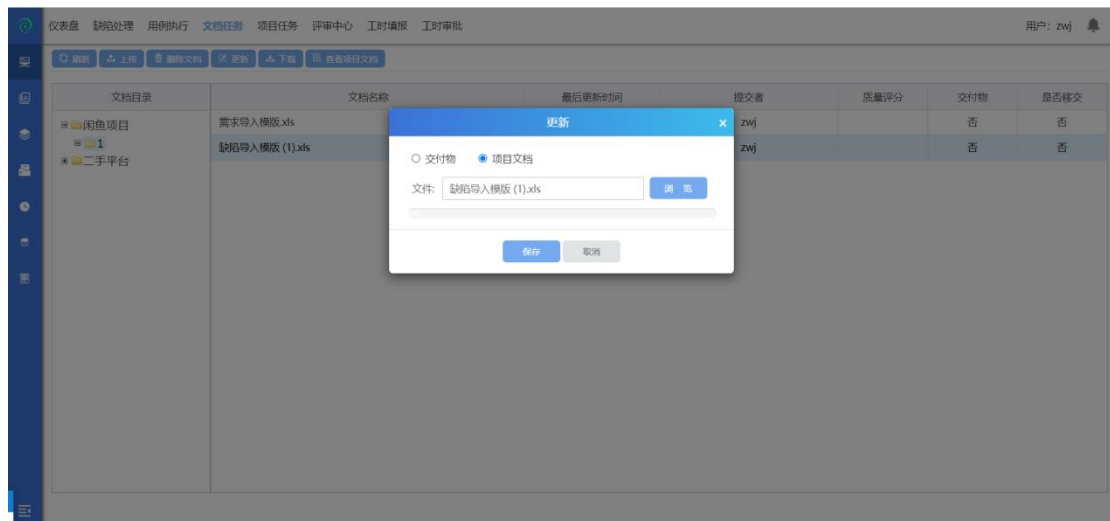 仪表盘 缺陷处理 用例执行 文档任务 项目任务 评审中心 工时填报 工时审批 用户：zwj
刷新 上传 删除文档 更新 下载 查看项目文档
文档目录 文档名称 最后更新时间 提交者 质量评分 交付物 是否移交
闲鱼项目
1
二手平台
需求导入模版.xls zwj 否 否
缺陷导入模版 (1).xls zwj 否 否
更新 ×
交付物 项目文档
文件: 缺陷导入模版 (1).xls 浏 览
保存 取消